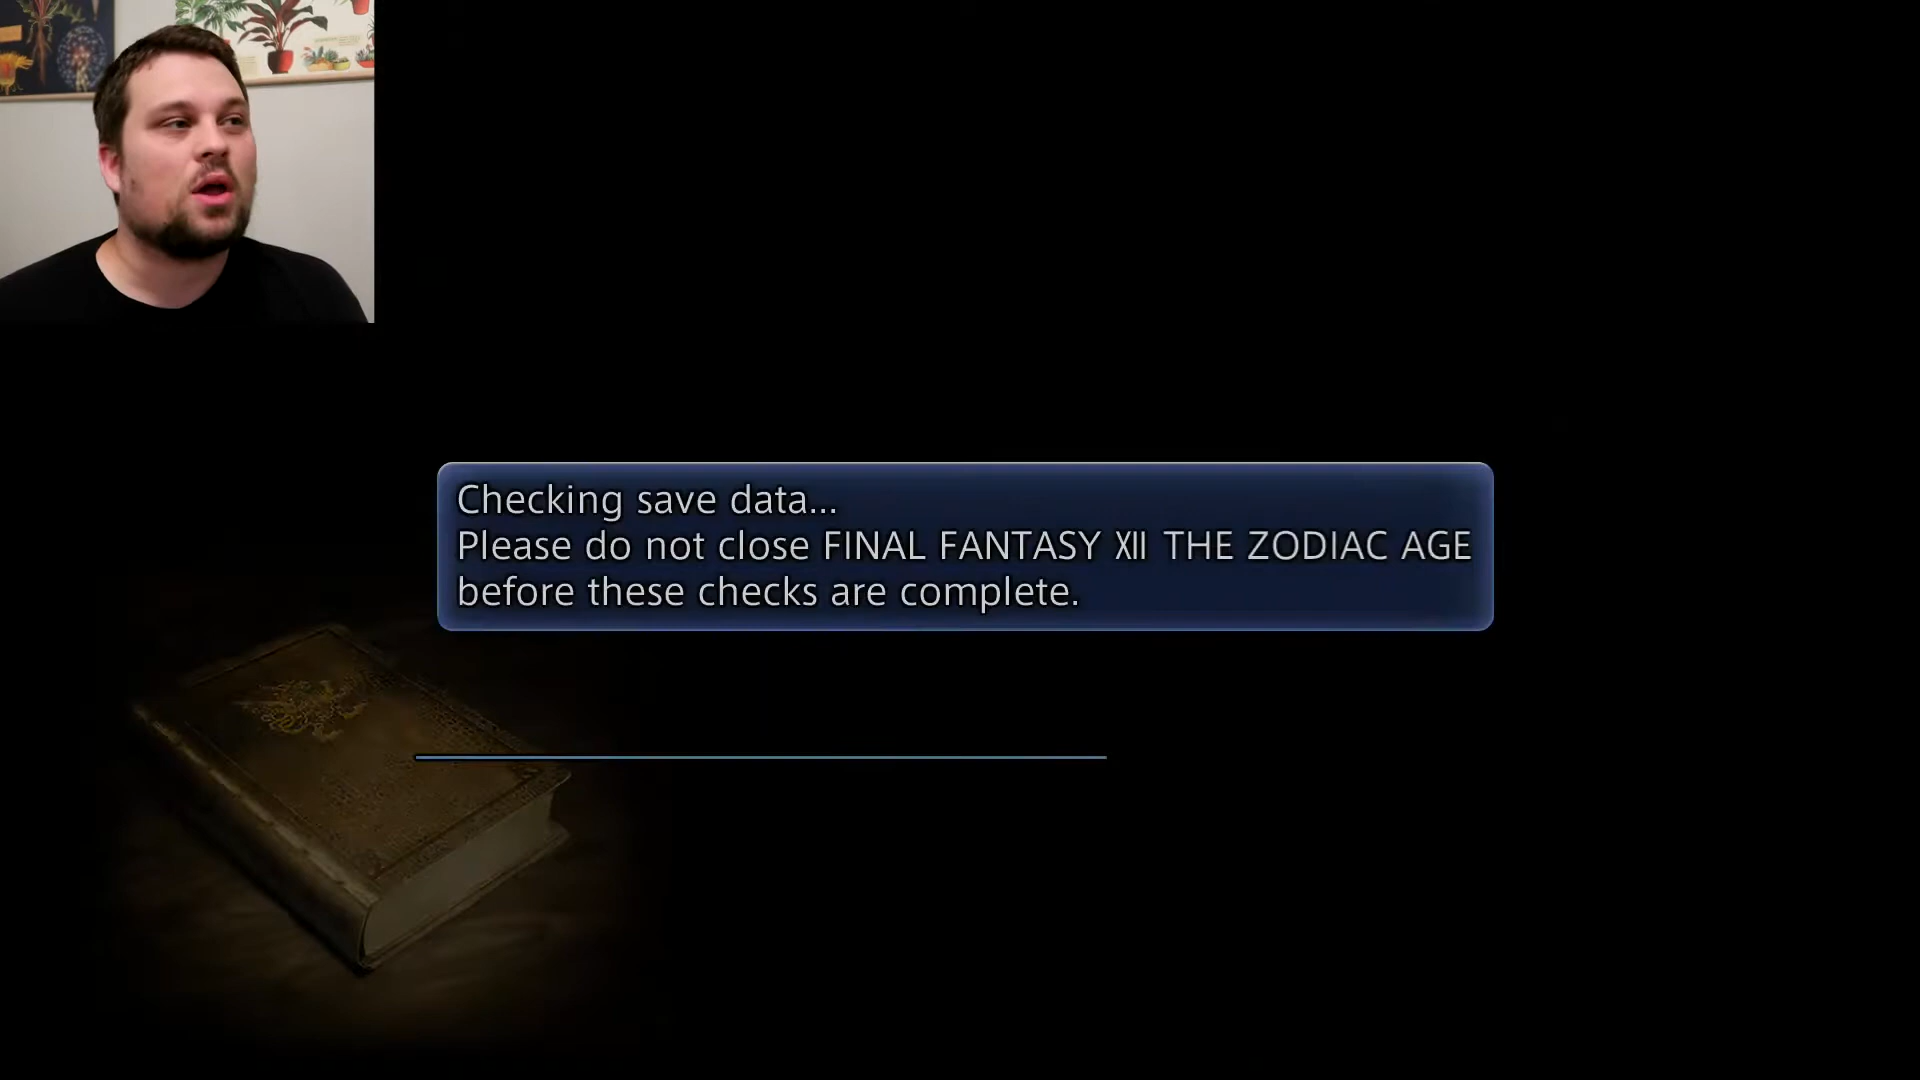 Checking save data...
Please do not close FINAL FANTASY XII THE ZODIAC AGE
before these checks are complete.